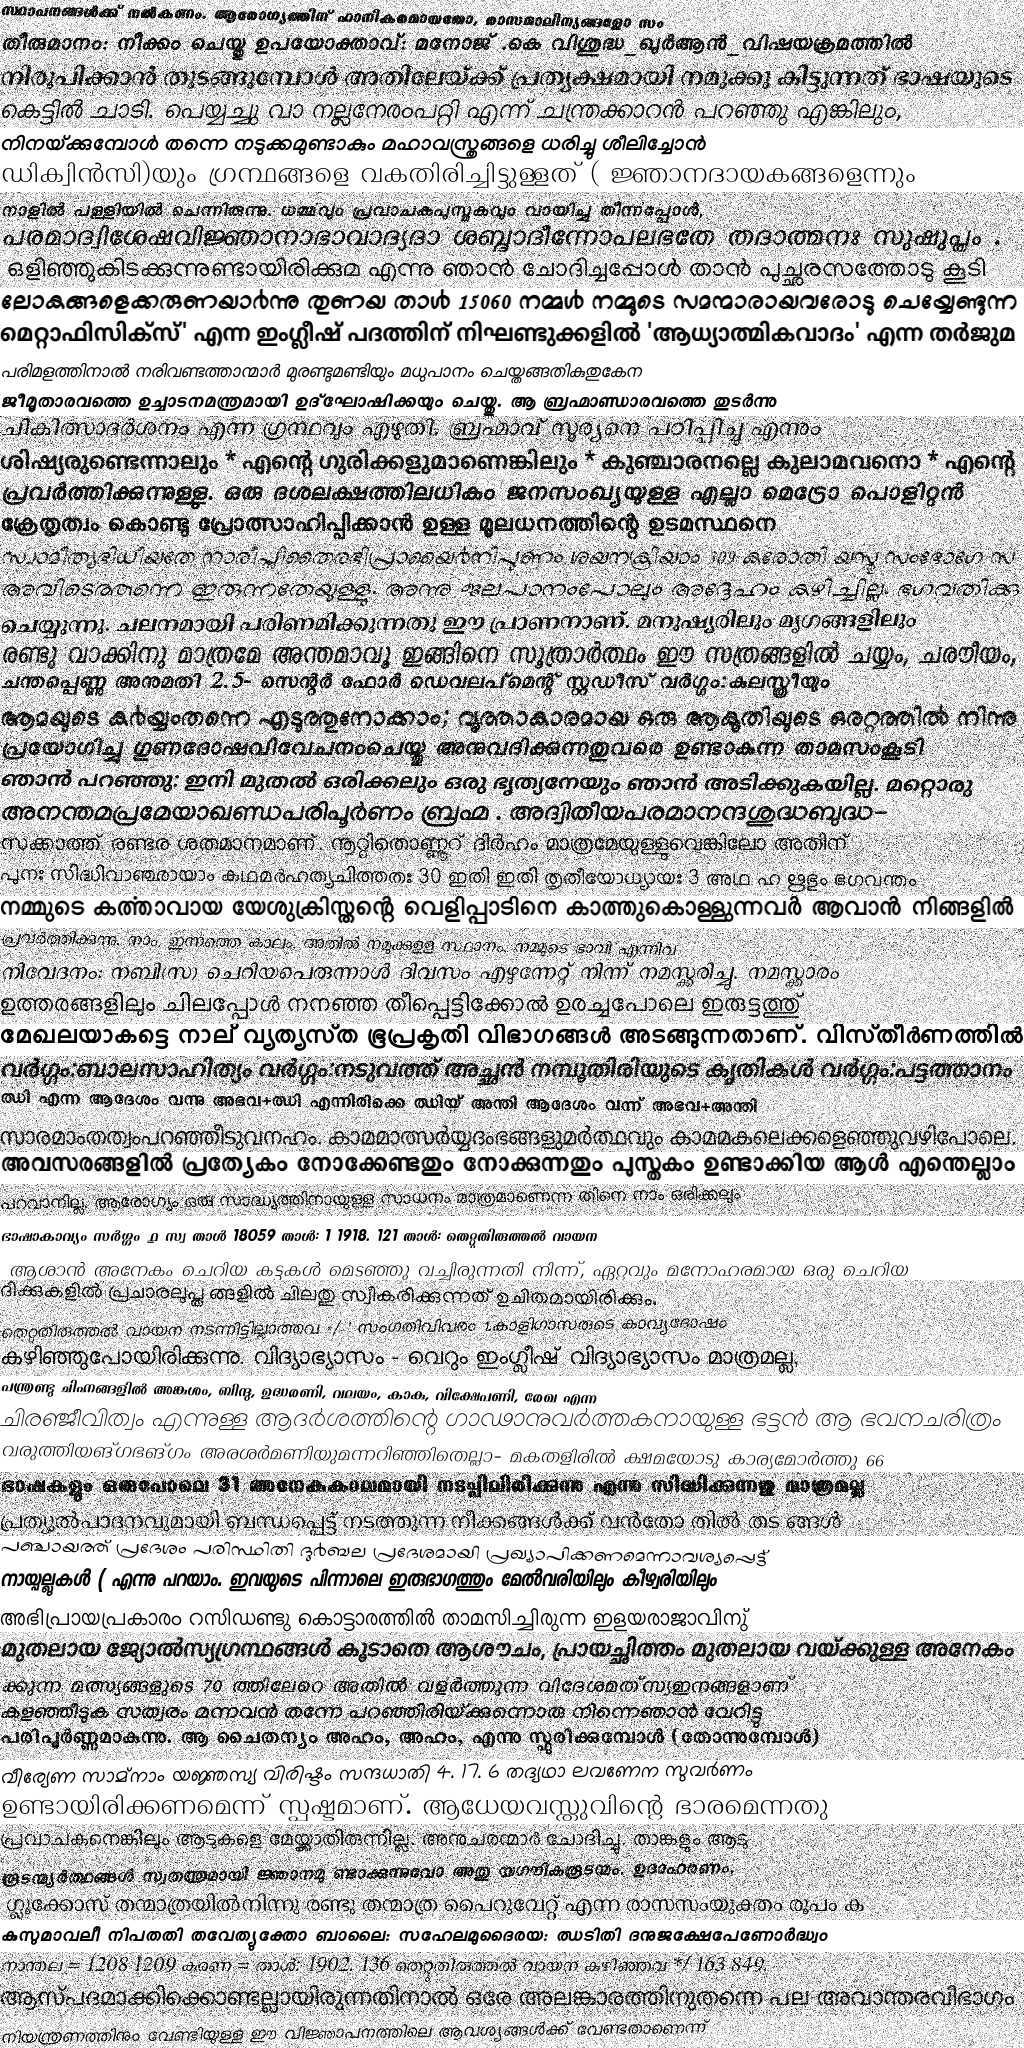 സ്ഥാപനങ്ങൾക്ക് നൽകണം. ആരോഗ്യത്തിന് ഹാനികരമായതോ, രാസമാലിന്യങ്ങളോ സം
തീരുമാനം: നീക്കം ചെയ്തു ഉപയോക്താവ്: മനോജ് .കെ വിശുദ്ധ_ഖുർആൻ_വിഷയക്രമത്തിൽ
നിരൂപിക്കാൻ തുടങ്ങുമ്പോൾ അതിലേയ്ക്ക് പ്രത്യക്ഷമായി നമുക്കു കിട്ടുന്നത് ഭാഷയുടെ
കെട്ടിൽ ചാടി. പെയ്യച്ചു വാ നല്ലനേരംപറ്റി എന്ന് ചന്ത്രക്കാറൻ പറഞ്ഞു എങ്കിലും,
നിനയ്ക്കുമ്പോൾ തന്നെ നടുക്കമുണ്ടാകും മഹാവസ്ത്രങ്ങളെ ധരിച്ചു ശീലിച്ചോൻ
ഡിക്വിൻസി)യും ഗ്രന്ഥങ്ങളെ വകതിരിച്ചിട്ടുള്ളത് ( ജ്ഞാനദായകങ്ങളെന്നും
നാളിൽ പള്ളിയിൽ ചെന്നിരുന്നു. ധമ്മവും പ്രവാചകപുസ്തകവും വായിച്ചു തീന്നപ്പോൾ,
പരമാദ്വിശേഷവിജ്ഞാനാഭാവാദ്യദാ ശബ്ദാദീന്നോപലഭതേ തദാത്മനഃ സുഷുപ്തം .
ഒളിഞ്ഞുകിടക്കുന്നുണ്ടായിരിക്കുമ എന്നു ഞാൻ ചോദിച്ചപ്പോൾ താൻ പുച്ഛരസത്തോടു കൂടി
ലോകങ്ങളെക്കരുണയാർന്നു തുണയ താൾ 15060 നമ്മൾ നമ്മുടെ സമന്മാരായവരോടു ചെയ്യേണ്ടുന്ന
മെറ്റാഫിസിക്സ്" എന്ന ഇംഗ്ലീഷ് പദത്തിന് നിഘണ്ടുക്കളിൽ 'ആധ്യാത്മികവാദം' എന്ന തർജുമ
പരിമളത്തിനാൽ നരിവണ്ടത്താന്മാർ മുരണ്ടുമണ്ടിയും മധുപാനം ചെയ്തങ്ങതികുതുകേന
ജീമൂതാരവത്തെ ഉച്ചാടനമന്ത്രമായി ഉദ്ഘോഷിക്കയും ചെയ്തു. ആ ബ്രഹ്മാണ്ഡാരവത്തെ തുടർന്നു
ചികിത്സാദർശനം എന്ന ഗ്രന്ഥവും എഴുതി. ബ്രഹ്മാവ് സൂര്യനെ പഠിപ്പിച്ചു എന്നും
ശിഷ്യരുണ്ടെന്നാലും * എന്റെ ഗുരിക്കളുമാണെങ്കിലും * കുഞ്ചാരനല്ലെ കുലാമവനൊ * എന്റെ
പ്രവർത്തിക്കുന്നുള്ളൂ. ഒരു ദശലക്ഷത്തിലധികം ജനസംഖ്യയുള്ള എല്ലാ മെട്രോ പൊളിറ്റൻ
ക്രേതൃത്വം കൊണ്ടു പ്രോത്സാഹിപ്പിക്കാൻ ഉള്ള മൂലധനത്തിന്റെ ഉടമസ്ഥനെ
അവിടെത്തന്നെ ഇരുന്നതേയുള്ളൂ. അന്നു ജലപാനംപോലും അദ്ദേഹം കഴിച്ചില്ല. ഭഗവതിക്കു
ചെയ്യുന്നു. ചലനമായി പരിണമിക്കുന്നതു ഈ പ്രാണനാണ്. മനുഷ്യരിലും മൃഗങ്ങളിലും
രണ്ടു വാക്കിനു മാത്രമേ അന്തമാവൂ ഇങ്ങിനെ സൂത്രാർത്ഥം ഈ സത്രങ്ങളിൽ ചയ്യം, ചരൗീയം,
ചന്തപ്പെണ്ണു അനുമതി 2.5- സെന്റർ ഫോർ ഡെവലപ്മെന്റ് സ്റ്റഡീസ് വർഗ്ഗം:കുലസ്ത്രീയും
ആമയുടെ കർയ്യംതന്നെ എടുത്തുനോക്കാം; വൃത്താകാരമായ ഒരു ആകൃതിയുടെ ഒരറ്റത്തിൽ നിന്നു
പ്രയോഗിച്ചു ഗുണദോഷവിവേചനംചെയ്തു അനുവദിക്കുന്നതുവരെ ഉണ്ടാകുന്ന താമസംകൂടി
ഞാൻ പറഞ്ഞു: ഇനി മുതൽ ഒരിക്കലും ഒരു ഭൃത്യനേയും ഞാൻ അടിക്കുകയില്ല. മറ്റൊരു
അനന്തമപ്രമേയാഖണ്ഡപരിപൂർണം ബ്രഹ്മ . അദ്വിതീയപരമാനന്ദശുദ്ധബുദ്ധ–
സക്കാത്ത് രണ്ടര ശതമാനമാണ്. നൂറ്റിതൊണ്ണൂറ് ദിർഹം മാത്രമേയുള്ളൂവെങ്കിലോ അതിന്
പുനഃ സിദ്ധിവാഞ്ചരായാം കഥമർഹത്യചിത്തതഃ 30 ഇതി ഇതി തൃതീയോധ്യായഃ 3 അഥ ഹ ഋഭും ഭഗവന്തം
നമ്മുടെ കർത്താവായ യേശുക്രിസ്തന്റെ വെളിപ്പാടിനെ കാത്തുകൊള്ളുന്നവർ ആവാൻ നിങ്ങളിൽ
പ്രവർത്തിക്കുന്നു. നാം. ഇന്നത്തെ കാലം. അതിൽ നമുക്കുള്ള സ്ഥാനം. നമ്മുടെ ഭാവി എന്നിവ
നിവേദനം: നബി(സ) ചെറിയപെരുന്നാൾ ദിവസം എഴുന്നേറ്റ് നിന്ന് നമസ്ക്കരിച്ചു. നമസ്ക്കാരം
ഉത്തരങ്ങളിലും ചിലപ്പോൾ നനഞ്ഞ തീപ്പെട്ടിക്കോൽ ഉരച്ചപോലെ ഇരുട്ടത്ത്
മേഖലയാകട്ടെ നാല് വ്യത്യസ്ത ഭൂപ്രകൃതി വിഭാഗങ്ങൾ അടങ്ങുന്നതാണ്. വിസ്തീർണത്തിൽ
വർഗ്ഗം:ബാലസാഹിത്യം വർഗ്ഗം:നടുവത്ത് അച്ഛൻ നമ്പൂതിരിയുടെ കൃതികൾ വർഗ്ഗം:പട്ടത്താനം
ഝി എന്ന ആദേശം വന്നു അഭവ+ഝി എന്നിരിക്കെ ഝിയ്ക്ക് അന്തി ആദേശം വന്ന് അഭവ+അന്തി
സാരമാംതത്വംപറഞ്ഞീടുവനഹം. കാമമാത്സർയ്യദംഭങ്ങളുമർത്ഥവും കാമമകലെക്കളെഞ്ഞുവഴിപോലെ.
അവസരങ്ങളിൽ പ്രത്യേകം നോക്കേണ്ടതും നോക്കുന്നതും പുസ്തകം ഉണ്ടാക്കിയ ആൾ എന്തെല്ലാം
പറവാനില്ല. ആരോഗ്യം ഒരു സാദ്ധ്യത്തിനായുള്ള സാധനം മാത്രമാണെന്ന തിനെ നാം ഒരിക്കലും
ഭാഷാകാവ്യം സർഗ്ഗം ൧ സ്വ താൾ 18059 താൾ: 1 1918. 121 താൾ: തെറ്റുതിരുത്തൽ വായന
ആശാൻ അനേകം ചെറിയ കടുകൾ മെടഞ്ഞു വച്ചിരുന്നതി നിന്ന്, ഏറ്റവും മനോഹരമായ ഒരു ചെറിയ
ദിക്കുകളിൽ പ്രചാരലുപ്ത ങ്ങളിൽ ചിലതു സ്വീകരിക്കുന്നത് ഉചിതമായിരിക്കും.
തെറ്റുതിരുത്തൽ വായന നടന്നിട്ടില്ലാത്തവ */ ' സംഗതിവിവരം 1.കാളിഗാസരുടെ കാവ്യദോഷം
കഴിഞ്ഞുപോയിരിക്കുന്നു. വിദ്യാഭ്യാസം - വെറും ഇംഗ്ലീഷ് വിദ്യാഭ്യാസം മാത്രമല്ല,
പന്ത്രണ്ടു ചിഹ്നങ്ങളിൽ അങ്കുശം, ബിന്ദു, ഉദ്ധരണി, വലയം, കാകു, വിക്ഷേപണി, രേഖ എന്ന
ചിരഞ്ജീവിത്വം എന്നുള്ള ആദർശത്തിന്റെ ഗാഢാനുവർത്തകനായുള്ള ഭട്ടൻ ആ ഭവനചരിത്രം
വരുത്തിയങ്ഗഭങ്ഗം അരശർമണിയുമന്നറിഞ്ഞിതെല്ലാ– മകതളിരിൽ ക്ഷമയോടു കാര്യമോർത്തു 66
ഭാഷകളും ഒരുപോലെ 31 അനേകകാലമായി നടപ്പിലിരിക്കുന്നു എന്നു സിദ്ധിക്കുന്നതു മാത്രമല്ല
പ്രത്യുൽപാദനവുമായി ബന്ധപ്പെട്ട് നടത്തുന്ന നീക്കങ്ങൾക്ക് വൻതോ തിൽ തട ങ്ങൾ
പഞ്ചായത്ത് പ്രദേശം പരിസ്ഥിതി ദുർബല പ്രദേശമായി പ്രഖ്യാപിക്കണമെന്നാവശ്യപ്പെട്ട്
നായ്പല്ലുകൾ ( എന്നു പറയാം. ഇവയുടെ പിന്നാലെ ഇരുഭാഗത്തും മേൽവരിയിലും കീഴ്വരിയിലും
അഭിപ്രായപ്രകാരം റസിഡണ്ടു കൊട്ടാരത്തിൽ താമസിച്ചിരുന്ന ഇളയരാജാവിനു്
മുതലായ ജ്യോൽസ്യഗ്രന്ഥങ്ങൾ കൂടാതെ ആശൗചം, പ്രായച്ഛിത്തം മുതലായ വയ്ക്കുള്ള അനേകം
ക്കുന്ന മത്സ്യങ്ങളുടെ 70 ത്തിലേറെ അതിൽ വളർത്തുന്ന വിദേശമത്സ്യഇനങ്ങളാണ്
കളഞ്ഞീടുക സത്വരം മന്നവൻ തന്നേ പറഞ്ഞിരിയ്ക്കുന്നൊരു നിന്നെഞാൻ വേറിട്ടു
പരിപൂർണ്ണമാകുന്നു. ആ ചൈതന്യം അഹം, അഹം, എന്നു സ്ഫുരിക്കുമ്പോൾ (തോന്നുമ്പോൾ)
വീര്യേണ സാമ്നാം യജ്ഞസ്യ വിരിഷ്ടം സന്ദധാതി 4. 17. 6 തദ്യഥാ ലവണേന സുവർണം
ഉണ്ടായിരിക്കണമെന്ന് സ്പഷ്ടമാണ്. ആധേയവസ്തുവിന്റെ ഭാരമെന്നതു
പ്രവാചകനെങ്കിലും ആടുകളെ മേയ്ക്കാതിരുന്നില്ല. അനുചരന്മാർ ചോദിച്ചു. താങ്കളും ആടു
രൂടന്യർത്ഥങ്ങൾ സ്വതന്ത്രമായി ജ്ഞാനമു ണ്ടാക്കുന്നുവോ അതു യഗൗികരൂടന്മം. ഉദാഹരണം,
ഗ്ലൂക്കോസ് തന്മാത്രയിൽനിന്നു രണ്ടു തന്മാത്ര പൈറുവേറ്റ് എന്ന രാസസംയുക്തം രൂപം ക
കുസുമാവലീ നിപതതി തവേത്യുക്തോ ബാലൈഃ സഹേലമുദൈരയഃ ഝടിതി ദനുജക്ഷേപേണോർദ്ധ്വം
നാന്തല = 1208 1209 കരണ = താൾ: 1902. 136 തെറ്റുതിരുത്തൽ വായന കഴിഞ്ഞവ */ 163 849.
ആസ്പദമാക്കിക്കൊണ്ടല്ലായിരുന്നതിനാൽ ഒരേ അലങ്കാരത്തിനുതന്നെ പല അവാന്തരവിഭാഗം
നിയന്ത്രണത്തിനും വേണ്ടിയുള്ള ഈ വിജ്ഞാപനത്തിലെ ആവശ്യങ്ങൾക്ക് വേണ്ടതാണെന്ന്